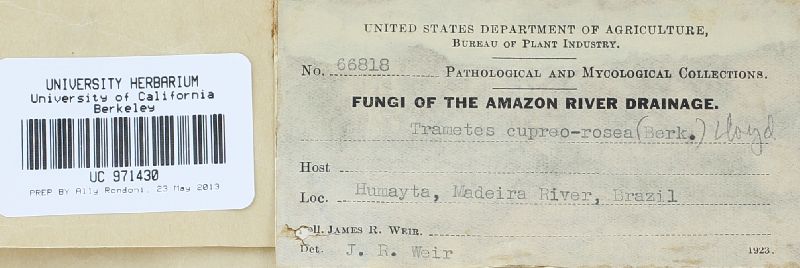 UNIVERSITY HERBARIUM
University of California
Berkeley
UC 971430
PREP BY Ally Rondoni, 23 May 2013
UNITED STATES DEPARTMENT OF AGRICULTURE,
BUREAU OF PLANT INDUSTRY.
No. 66818 PATHOLOGICAL AND MYCOLOGICAL COLLECTIONS.
FUNGI OF THE AMAZON RIVER DRAINAGE.
Trametes cupreo-rosea (Berk.) Lloyd
Host
Loc. Humayta, Madeira River, Brazil
Coll. JAMES R. WEIR.
Det. J. R. Weir 1923.